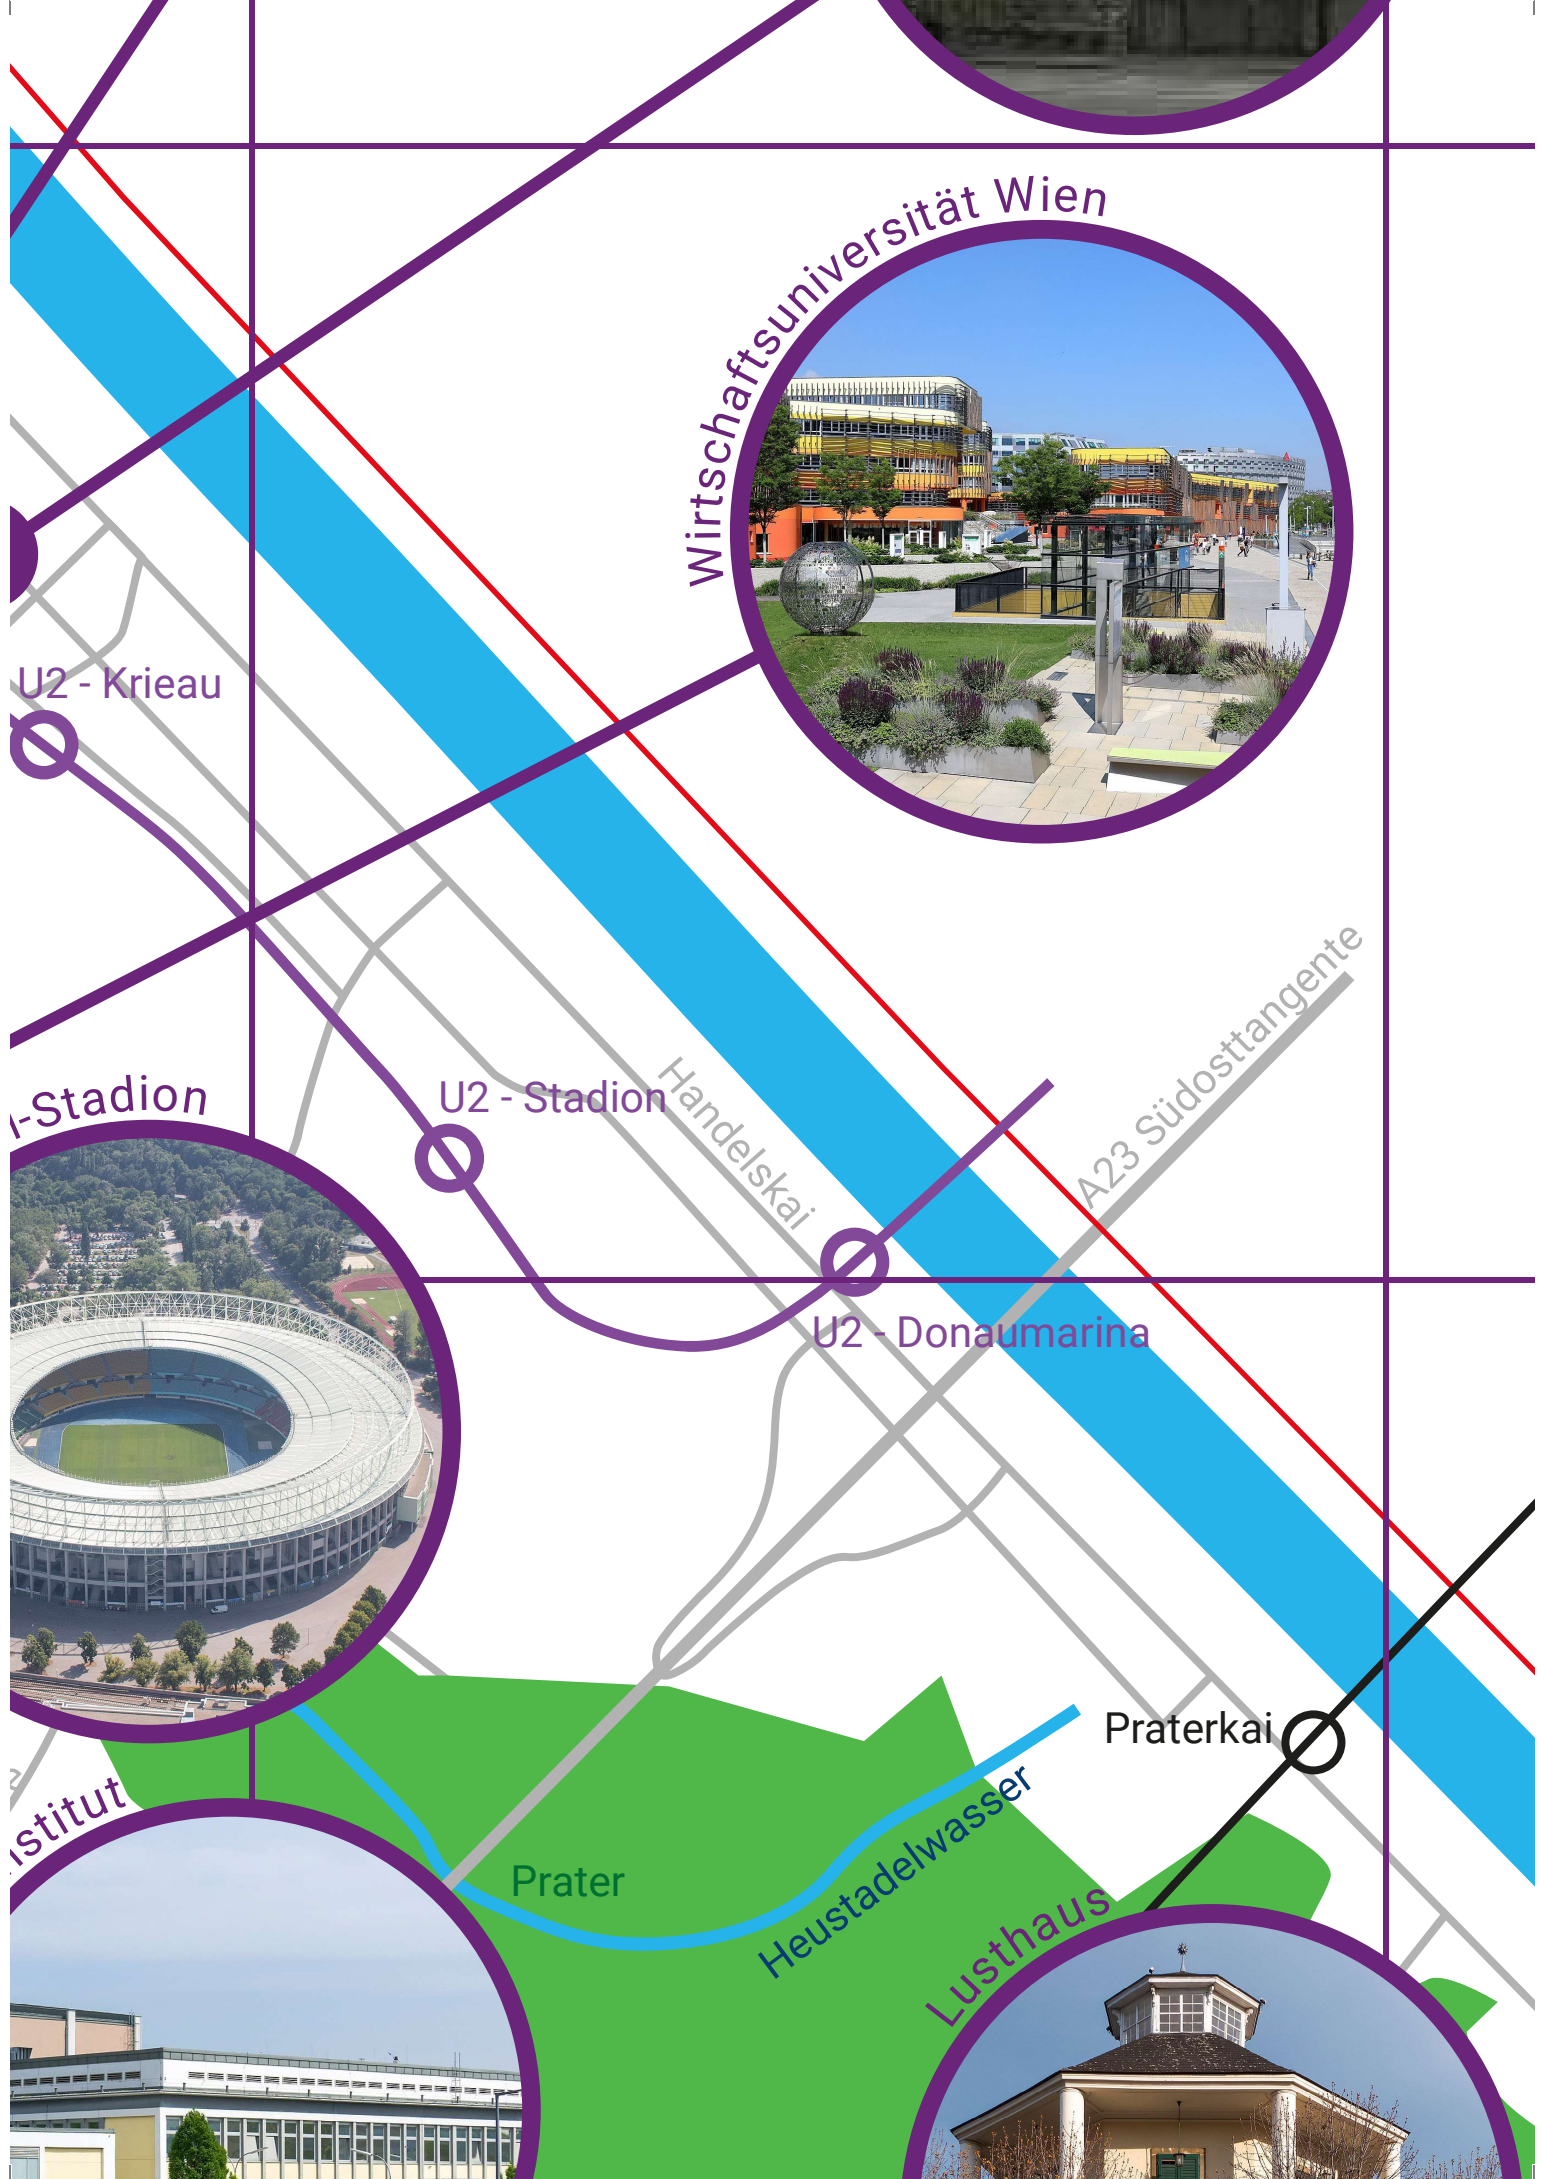 Wirtschaftsuniversität Wien
U2 - Krieau
A23 Südosttangente
Handelskai
U2 - Stadion
-Stadion
U2 - Donaumarina
Praterkai
stitut
Prater
Heustadelwasser
Lusthaus